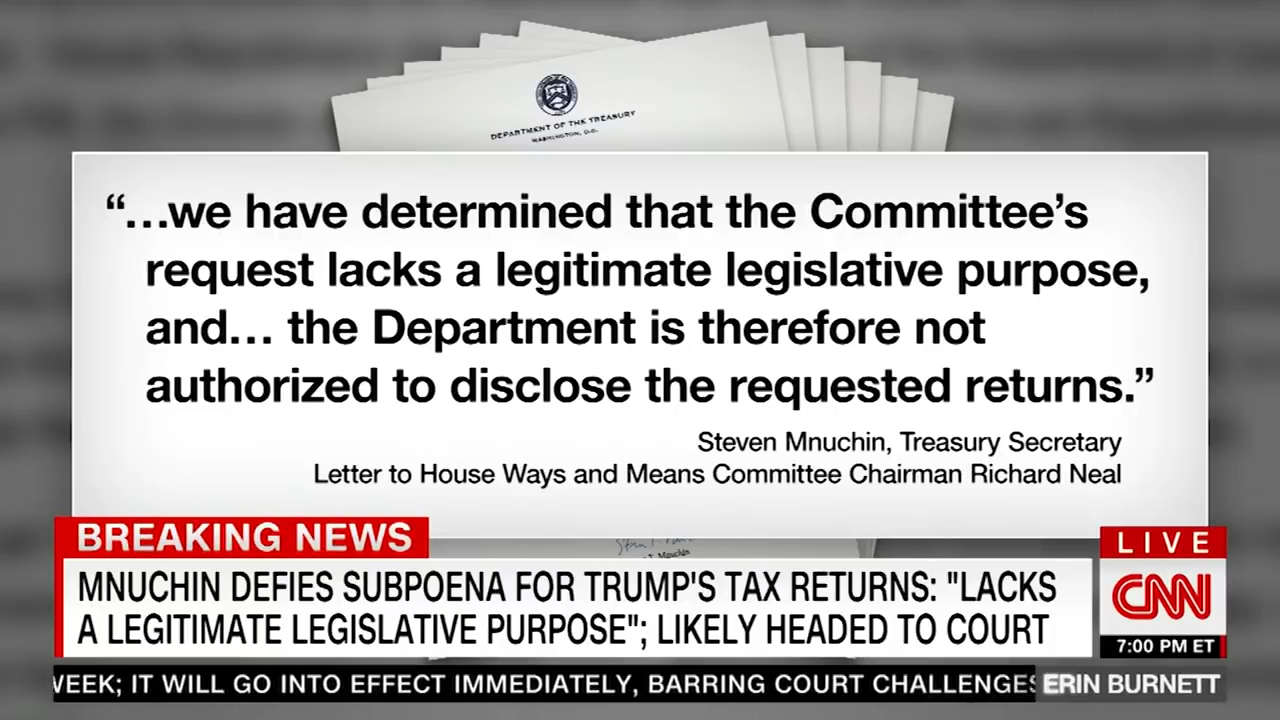 DEPARTMENT OF THE TREASURY
WASHINGTON, D.C.
“…we have determined that the Committee’s
request lacks a legitimate legislative purpose,
and… the Department is therefore not
authorized to disclose the requested returns.”
Steven Mnuchin, Treasury Secretary
Letter to House Ways and Means Committee Chairman Richard Neal
T. Mnuchin
BREAKING NEWS
MNUCHIN DEFIES SUBPOENA FOR TRUMP'S TAX RETURNS: "LACKS
A LEGITIMATE LEGISLATIVE PURPOSE"; LIKELY HEADED TO COURT
LIVE
CNN
7:00 PM ET
WEEK; IT WILL GO INTO EFFECT IMMEDIATELY, BARRING COURT CHALLENGES
ERIN BURNETT